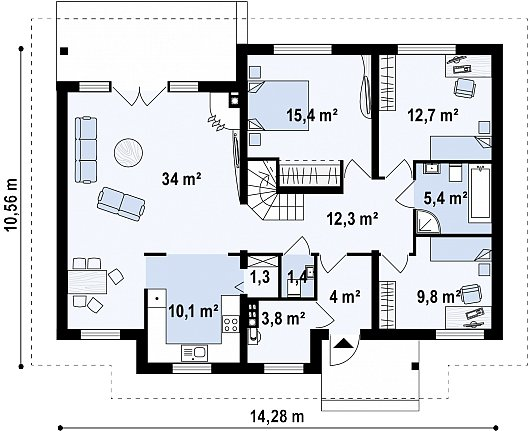 15,4 m²
12,7 m²
34 m²
5,4 m²
12,3 m²
10,56 m
1,3
1,4
4 m²
9,8 m²
10,1 m²
3,8 m²
14,28 m